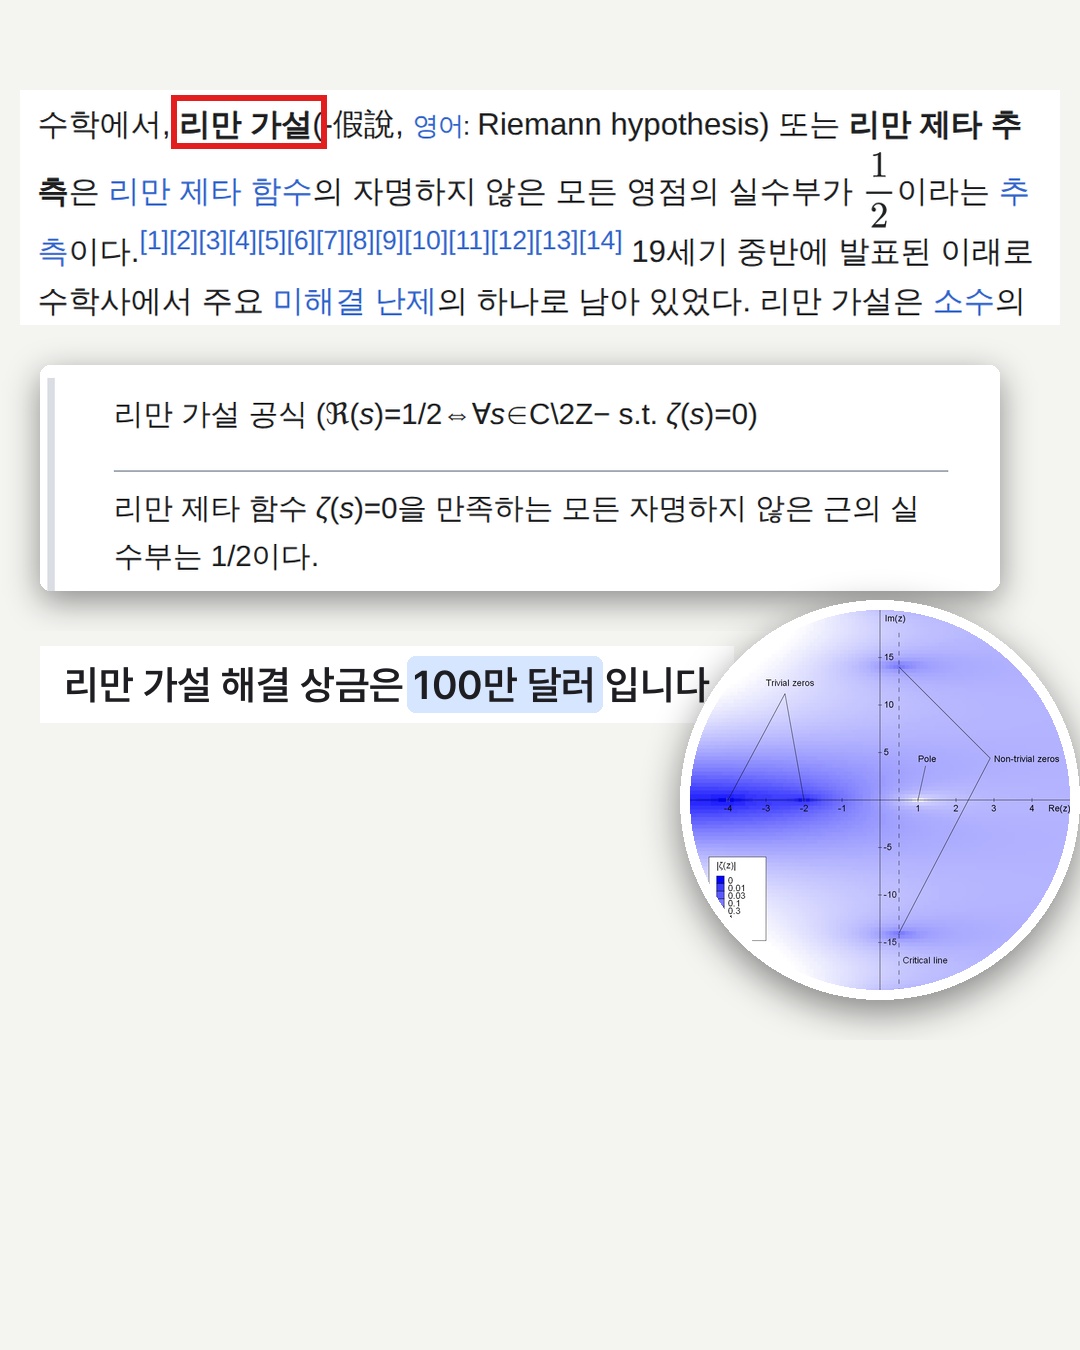 수학에서, 리만 가설(-假說, 영어: Riemann hypothesis) 또는 리만 제타 추
측은 리만 제타 함수의 자명하지 않은 모든 영점의 실수부가 1/2이라는 추
측이다.[1][2][3][4][5][6][7][8][9][10][11][12][13][14] 19세기 중반에 발표된 이래로
수학사에서 주요 미해결 난제의 하나로 남아 있었다. 리만 가설은 소수의
리만 가설 공식 (ℜ(s)=1/2⇔∀s∈C\2Z− s.t. ζ(s)=0)
리만 제타 함수 ζ(s)=0을 만족하는 모든 자명하지 않은 근의 실
수부는 1/2이다.
리만 가설 해결 상금은 100만 달러 입니다
Im(z)
15
Trivial zeros
10
5
Pole
Non-trivial zeros
-4 -3 -2 -1 1 2 3 4 Re(z)
-5
|ζ(z)|
0
0.01
0.03
0.1
0.3
-10
-15
Critical line